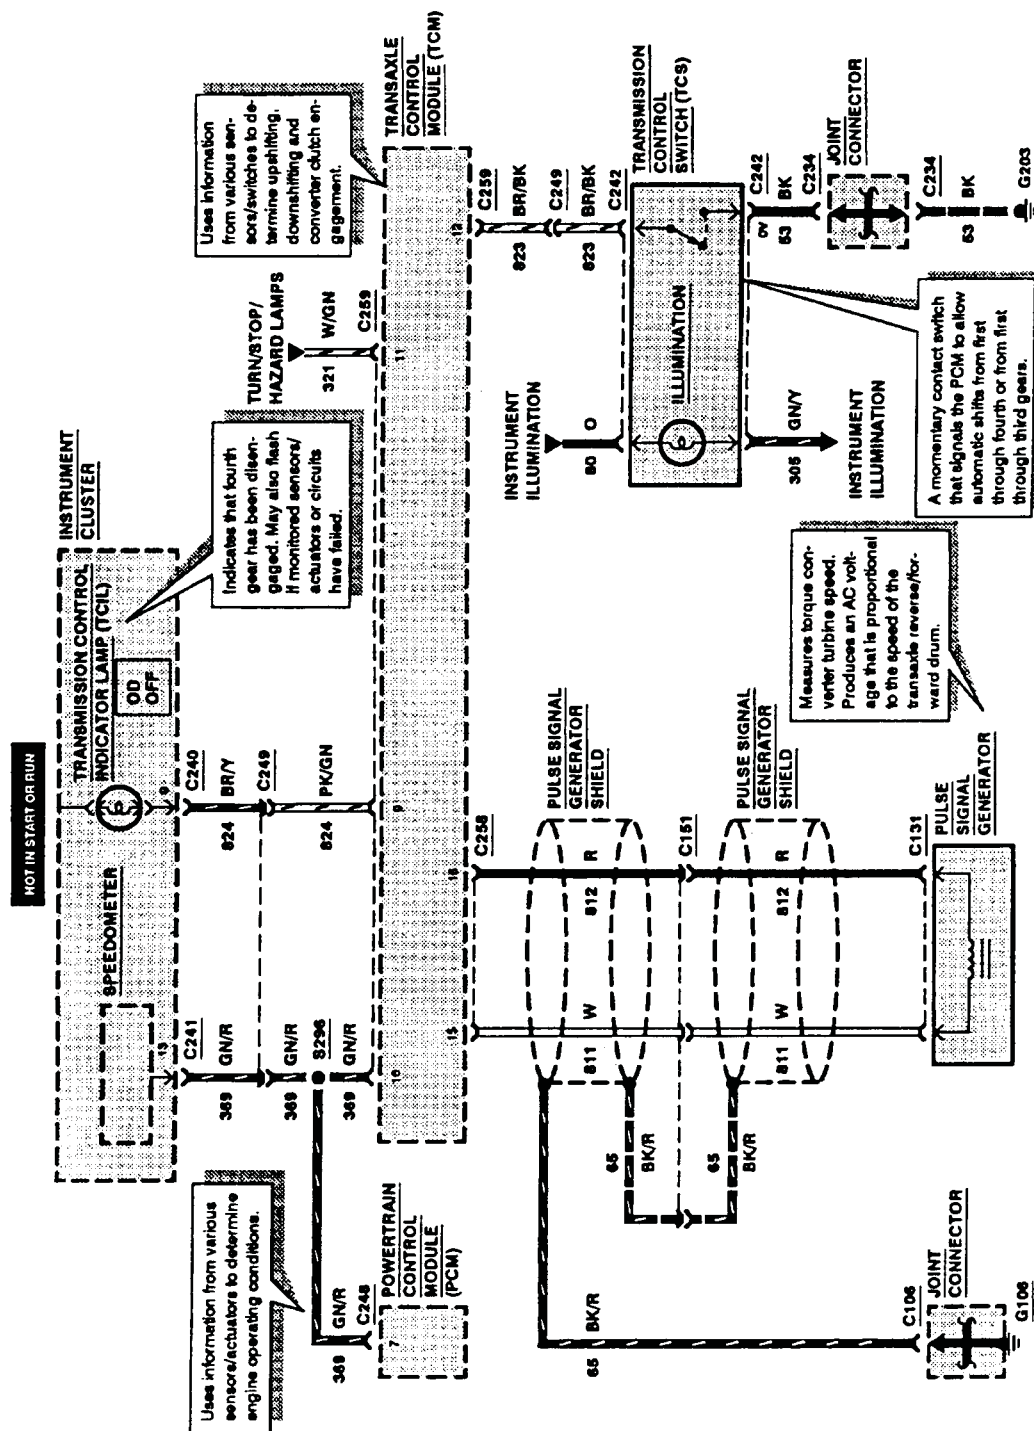 HOT IN START OR RUN
INSTRUMENT
CLUSTER
SPEEDOMETER
TRANSMISSION CONTROL
INDICATOR LAMP (TCIL)
OD
OFF
13
C241
369
GN/R
369
GN/R
S296
369
GN/R
16
C240
824
BR/Y
C249
824
PK/GN
9
Indicates that fourth
gear has been disen-
gaged. May also flash
if monitored sensors/
actuators or circuits
have failed.
TURN/STOP/
HAZARD LAMPS
321
W/GN
C259
11
Uses information
from various sen-
sors/switches to de-
termine upshifting,
downshifting and
converter clutch en-
gagement.
TRANSAXLE
CONTROL
MODULE (TCM)
Uses information from various
sensors/actuators to determine
engine operating conditions.
369
GN/R
C248
7
POWERTRAIN
CONTROL
MODULE
(PCM)
15
C258
811
W
812
R
PULSE SIGNAL
GENERATOR
SHIELD
C151
65
BK/R
65
BK/R
811
W
812
R
PULSE SIGNAL
GENERATOR
SHIELD
C131
PULSE
SIGNAL
GENERATOR
Measures torque con-
verter turbine speed.
Produces an AC volt-
age that is proportional
to the speed of the
transaxle reverse/for-
ward drum.
65
BK/R
C106
JOINT
CONNECTOR
G106
12
C259
823
BR/BK
C249
823
BR/BK
C242
INSTRUMENT
ILLUMINATION
O
ILLUMINATION
TRANSMISSION
CONTROL
SWITCH (TCS)
305
GN/Y
INSTRUMENT
ILLUMINATION
C242
53
BK
C234
JOINT
CONNECTOR
C234
53
BK
G203
A momentary contact switch
that signals the PCM to allow
automatic shifts from first
through fourth or from first
through third gears.